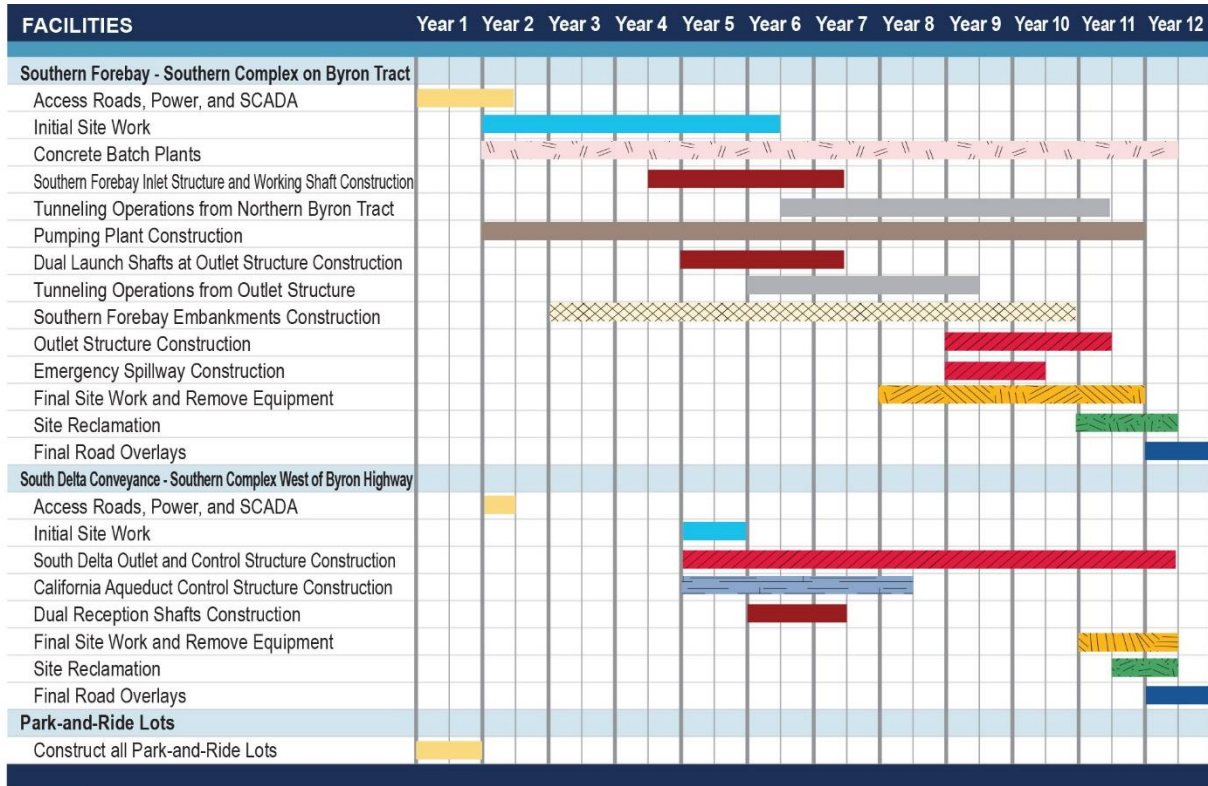 FACILITIES Year 1 Year 2 Year 3 Year 4 Year 5 Year 6 Year 7 Year 8 Year 9 Year 10 Year 11 Year 12
Southern Forebay - Southern Complex on Byron Tract
Access Roads, Power, and SCADA
Initial Site Work
Concrete Batch Plants
Southern Forebay Inlet Structure and Working Shaft Construction
Tunneling Operations from Northern Byron Tract
Pumping Plant Construction
Dual Launch Shafts at Outlet Structure Construction
Tunneling Operations from Outlet Structure
Southern Forebay Embankments Construction
Outlet Structure Construction
Emergency Spillway Construction
Final Site Work and Remove Equipment
Site Reclamation
Final Road Overlays
South Delta Conveyance - Southern Complex West of Byron Highway
Access Roads, Power, and SCADA
Initial Site Work
South Delta Outlet and Control Structure Construction
California Aqueduct Control Structure Construction
Dual Reception Shafts Construction
Final Site Work and Remove Equipment
Site Reclamation
Final Road Overlays
Park-and-Ride Lots
Construct all Park-and-Ride Lots